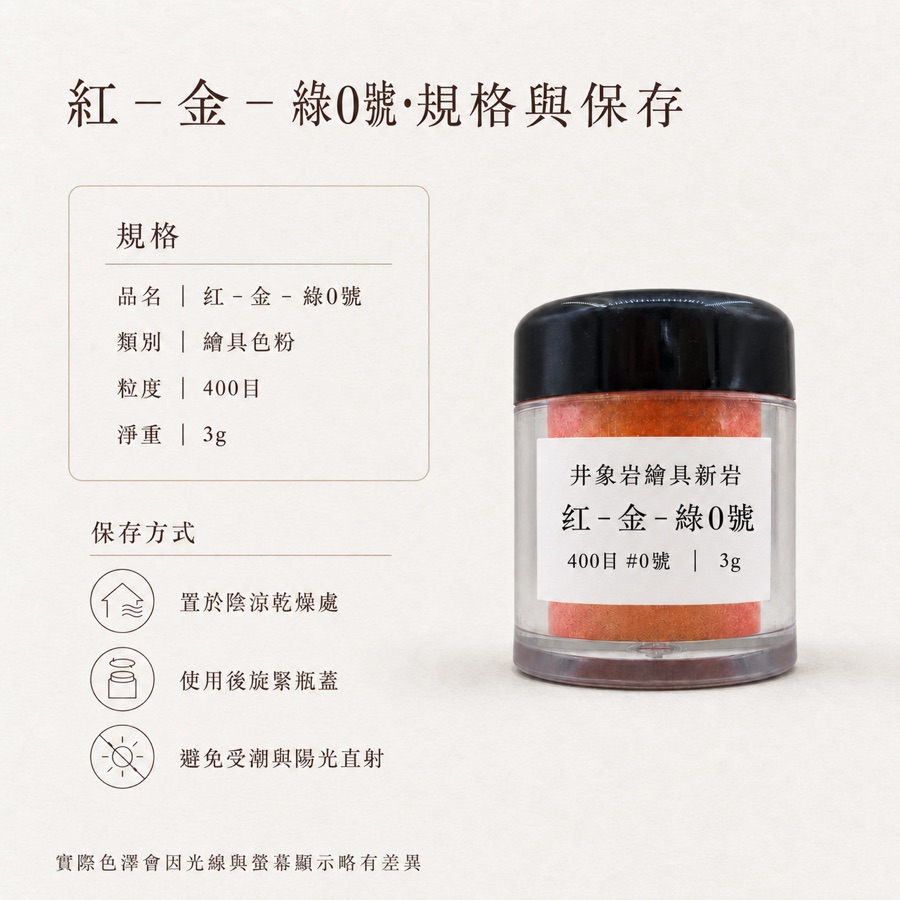 紅－金－綠0號·規格與保存
規格
品名｜红－金－綠0號
類別｜繪具色粉
粒度｜400目
淨重｜3g
保存方式
置於陰涼乾燥處
使用後旋緊瓶蓋
避免受潮與陽光直射
井象岩繪具新岩
红－金－綠0號
400目 #0號 ｜ 3g
實際色澤會因光線與螢幕顯示略有差異